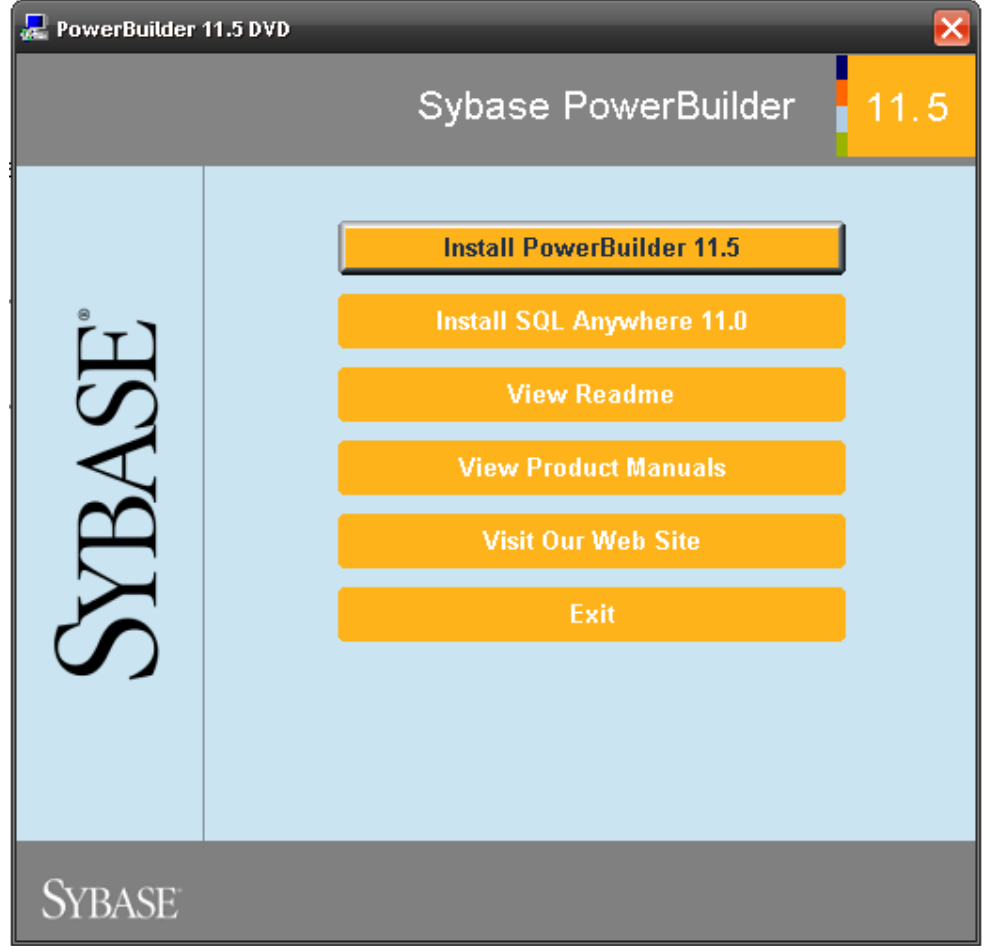 PowerBuilder 11.5 DVD
Sybase PowerBuilder 11.5
Install PowerBuilder 11.5
Install SQL Anywhere 11.0
View Readme
View Product Manuals
Visit Our Web Site
Exit
SYBASE®
SYBASE